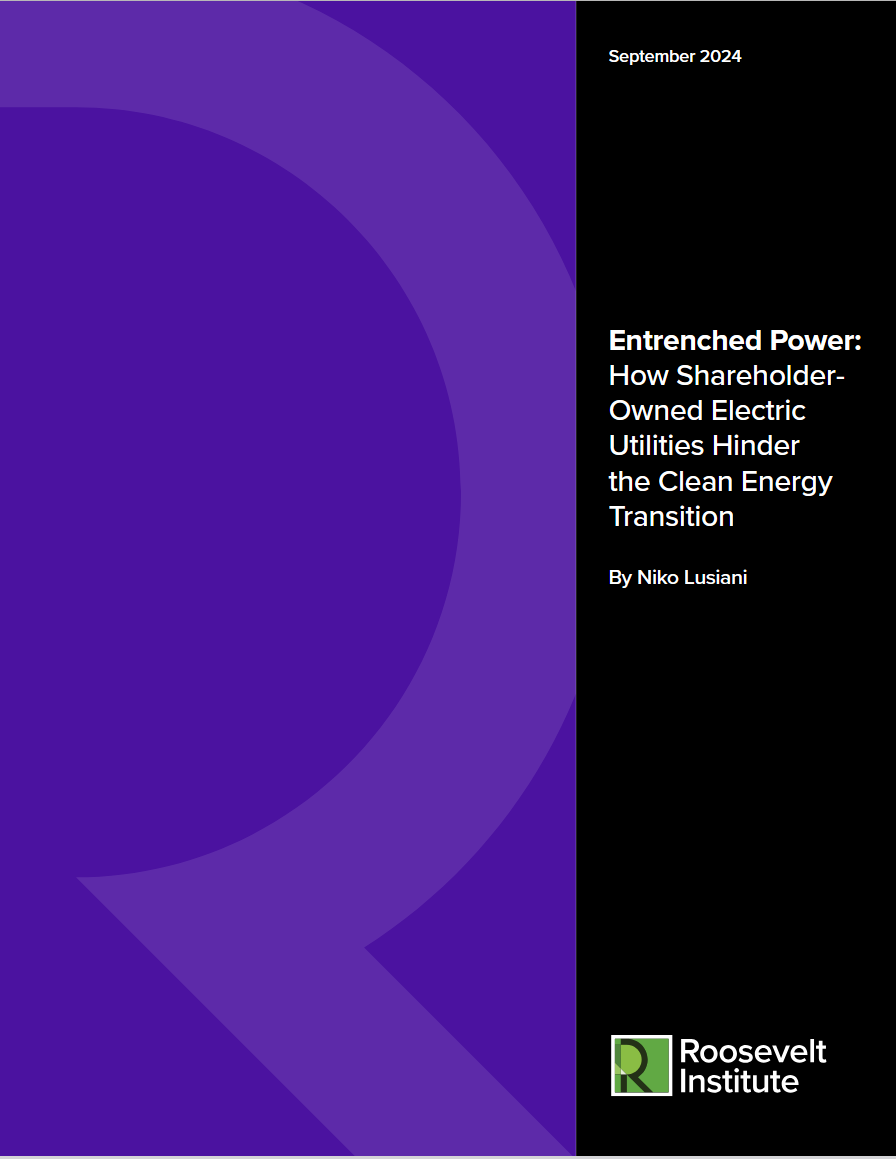 September 2024
Entrenched Power:
How Shareholder-
Owned Electric
Utilities Hinder
the Clean Energy
Transition
By Niko Lusiani
Roosevelt
Institute